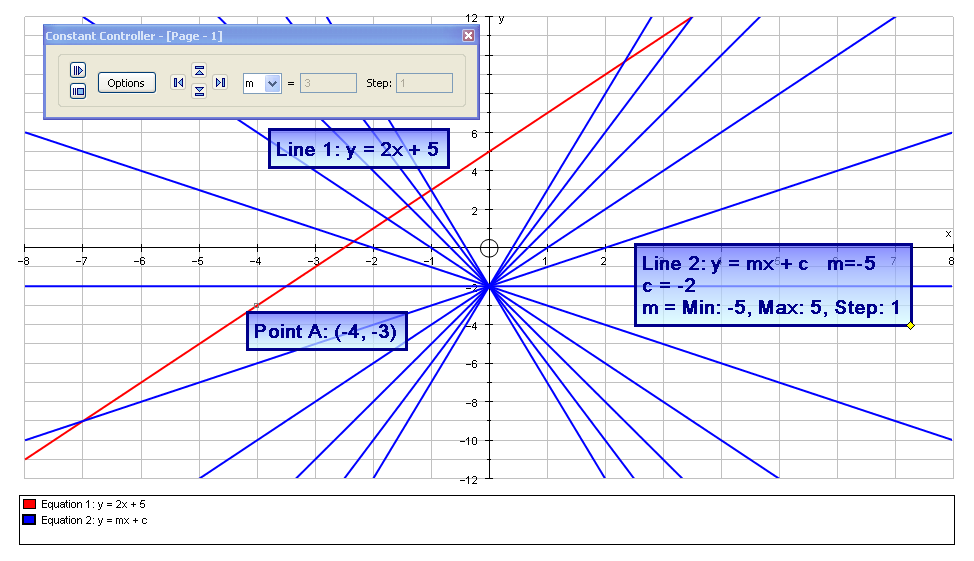 Constant Controller - [Page - 1]
Options
m = 3 Step: 1
Line 1: y = 2x + 5
Line 2: y = mx + c m=-5
c = -2
m = Min: -5, Max: 5, Step: 1
Point A: (-4, -3)
y
12
6
4
2
x
-8 -7 -6 -5 -4 -3 -2 -1 1 2 3 4 5 6 7 8
-2
-4
-6
-8
-10
-12
Equation 1: y = 2x + 5
Equation 2: y = mx + c